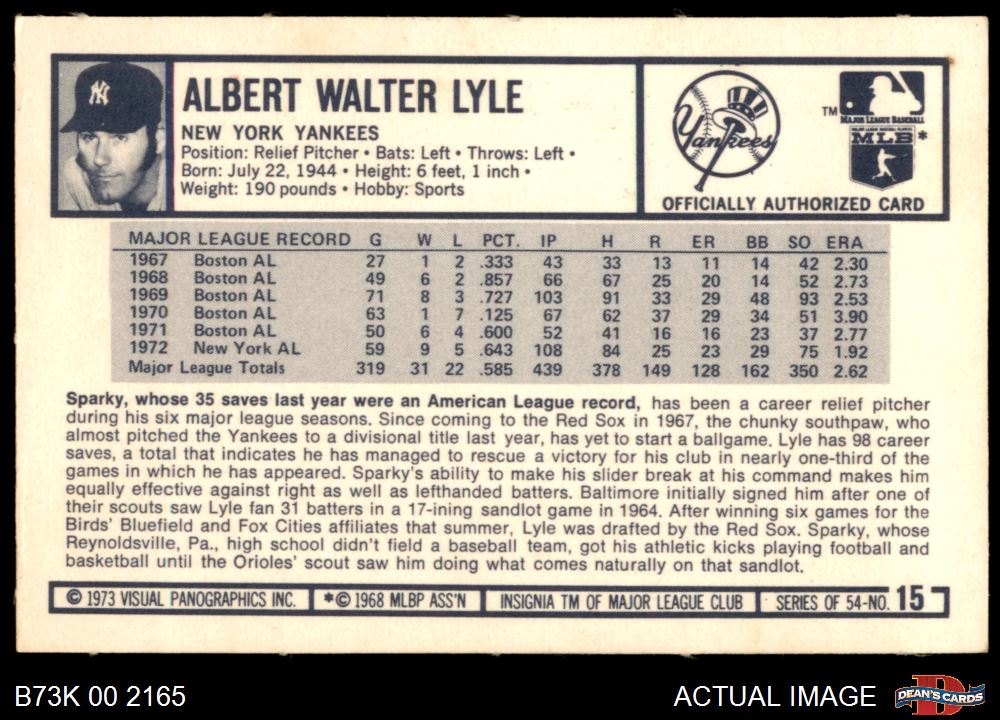 ALBERT WALTER LYLE
NEW YORK YANKEES
Position: Relief Pitcher • Bats: Left • Throws: Left •
Born: July 22, 1944 • Height: 6 feet, 1 inch •
Weight: 190 pounds • Hobby: Sports
NY
Yankees
TM
MAJOR LEAGUE BASEBALL
MAJOR LEAGUE BASEBALL PLAYERS
MLB*
OFFICIALLY AUTHORIZED CARD
MAJOR LEAGUE RECORD G W L PCT. IP H R ER BB SO ERA
1967 Boston AL 27 1 2 .333 43 33 13 11 14 42 2.30
1968 Boston AL 49 6 2 .857 66 67 25 20 14 52 2.73
1969 Boston AL 71 8 3 .727 103 91 33 29 48 93 2.53
1970 Boston AL 63 1 7 .125 67 62 37 29 34 51 3.90
1971 Boston AL 50 6 4 .600 52 41 16 16 23 37 2.77
1972 New York AL 59 9 5 .643 108 84 25 23 29 75 1.92
Major League Totals 319 31 22 .585 439 378 149 128 162 350 2.62
Sparky, whose 35 saves last year were an American League record, has been a career relief pitcher
during his six major league seasons. Since coming to the Red Sox in 1967, the chunky southpaw, who
almost pitched the Yankees to a divisional title last year, has yet to start a ballgame. Lyle has 98 career
saves, a total that indicates he has managed to rescue a victory for his club in nearly one-third of the
games in which he has appeared. Sparky's ability to make his slider break at his command makes him
equally effective against right as well as lefthanded batters. Baltimore initially signed him after one of
their scouts saw Lyle fan 31 batters in a 17-ining sandlot game in 1964. After winning six games for the
Birds' Bluefield and Fox Cities affiliates that summer, Lyle was drafted by the Red Sox. Sparky, whose
Reynoldsville, Pa., high school didn't field a baseball team, got his athletic kicks playing football and
basketball until the Orioles' scout saw him doing what comes naturally on that sandlot.
© 1973 VISUAL PANOGRAPHICS INC. *© 1968 MLBP ASS'N INSIGNIA TM OF MAJOR LEAGUE CLUB SERIES OF 54-NO. 15
B73K 00 2165 ACTUAL IMAGE DEAN'S CARDS